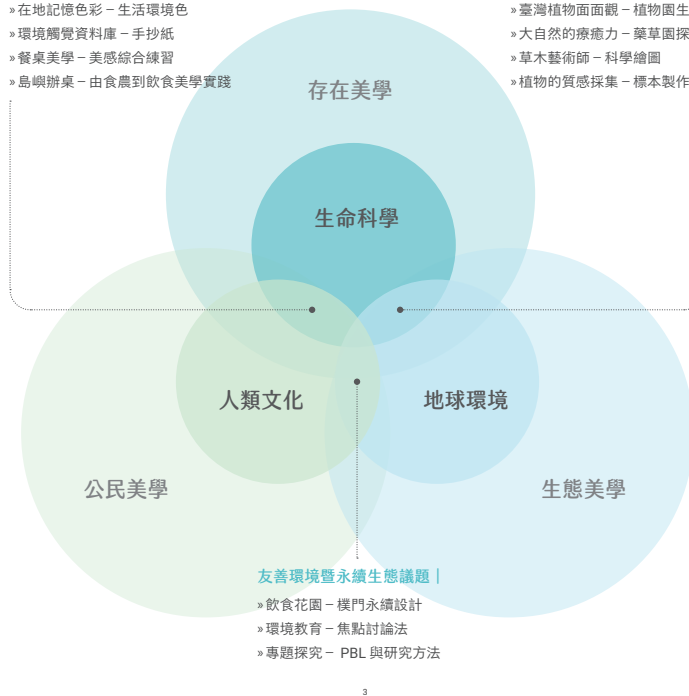 »在地記憶色彩－生活環境色
»環境觸覺資料庫－手抄紙
»餐桌美學－美感綜合練習
»島嶼辦桌－由食農到飲食美學實踐
»臺灣植物面面觀－植物園生
»大自然的療癒力－藥草園探
»草木藝術師－科學繪圖
»植物的質感採集－標本製作
存在美學
生命科學
人類文化
地球環境
公民美學
生態美學
友善環境暨永續生態議題｜
»飲食花園－樸門永續設計
»環境教育－焦點討論法
»專題探究－ PBL 與研究方法
3